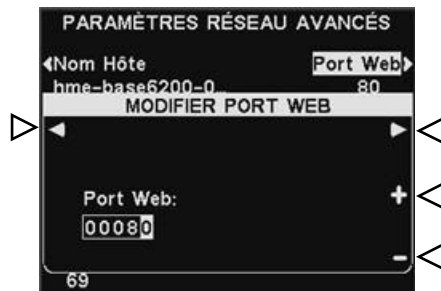 PARAMÈTRES RÉSEAU AVANCÉS
Nom Hôte Port Web
hme-base6200-0... 80
MODIFIER PORT WEB
Port Web:
+
00080
-
69